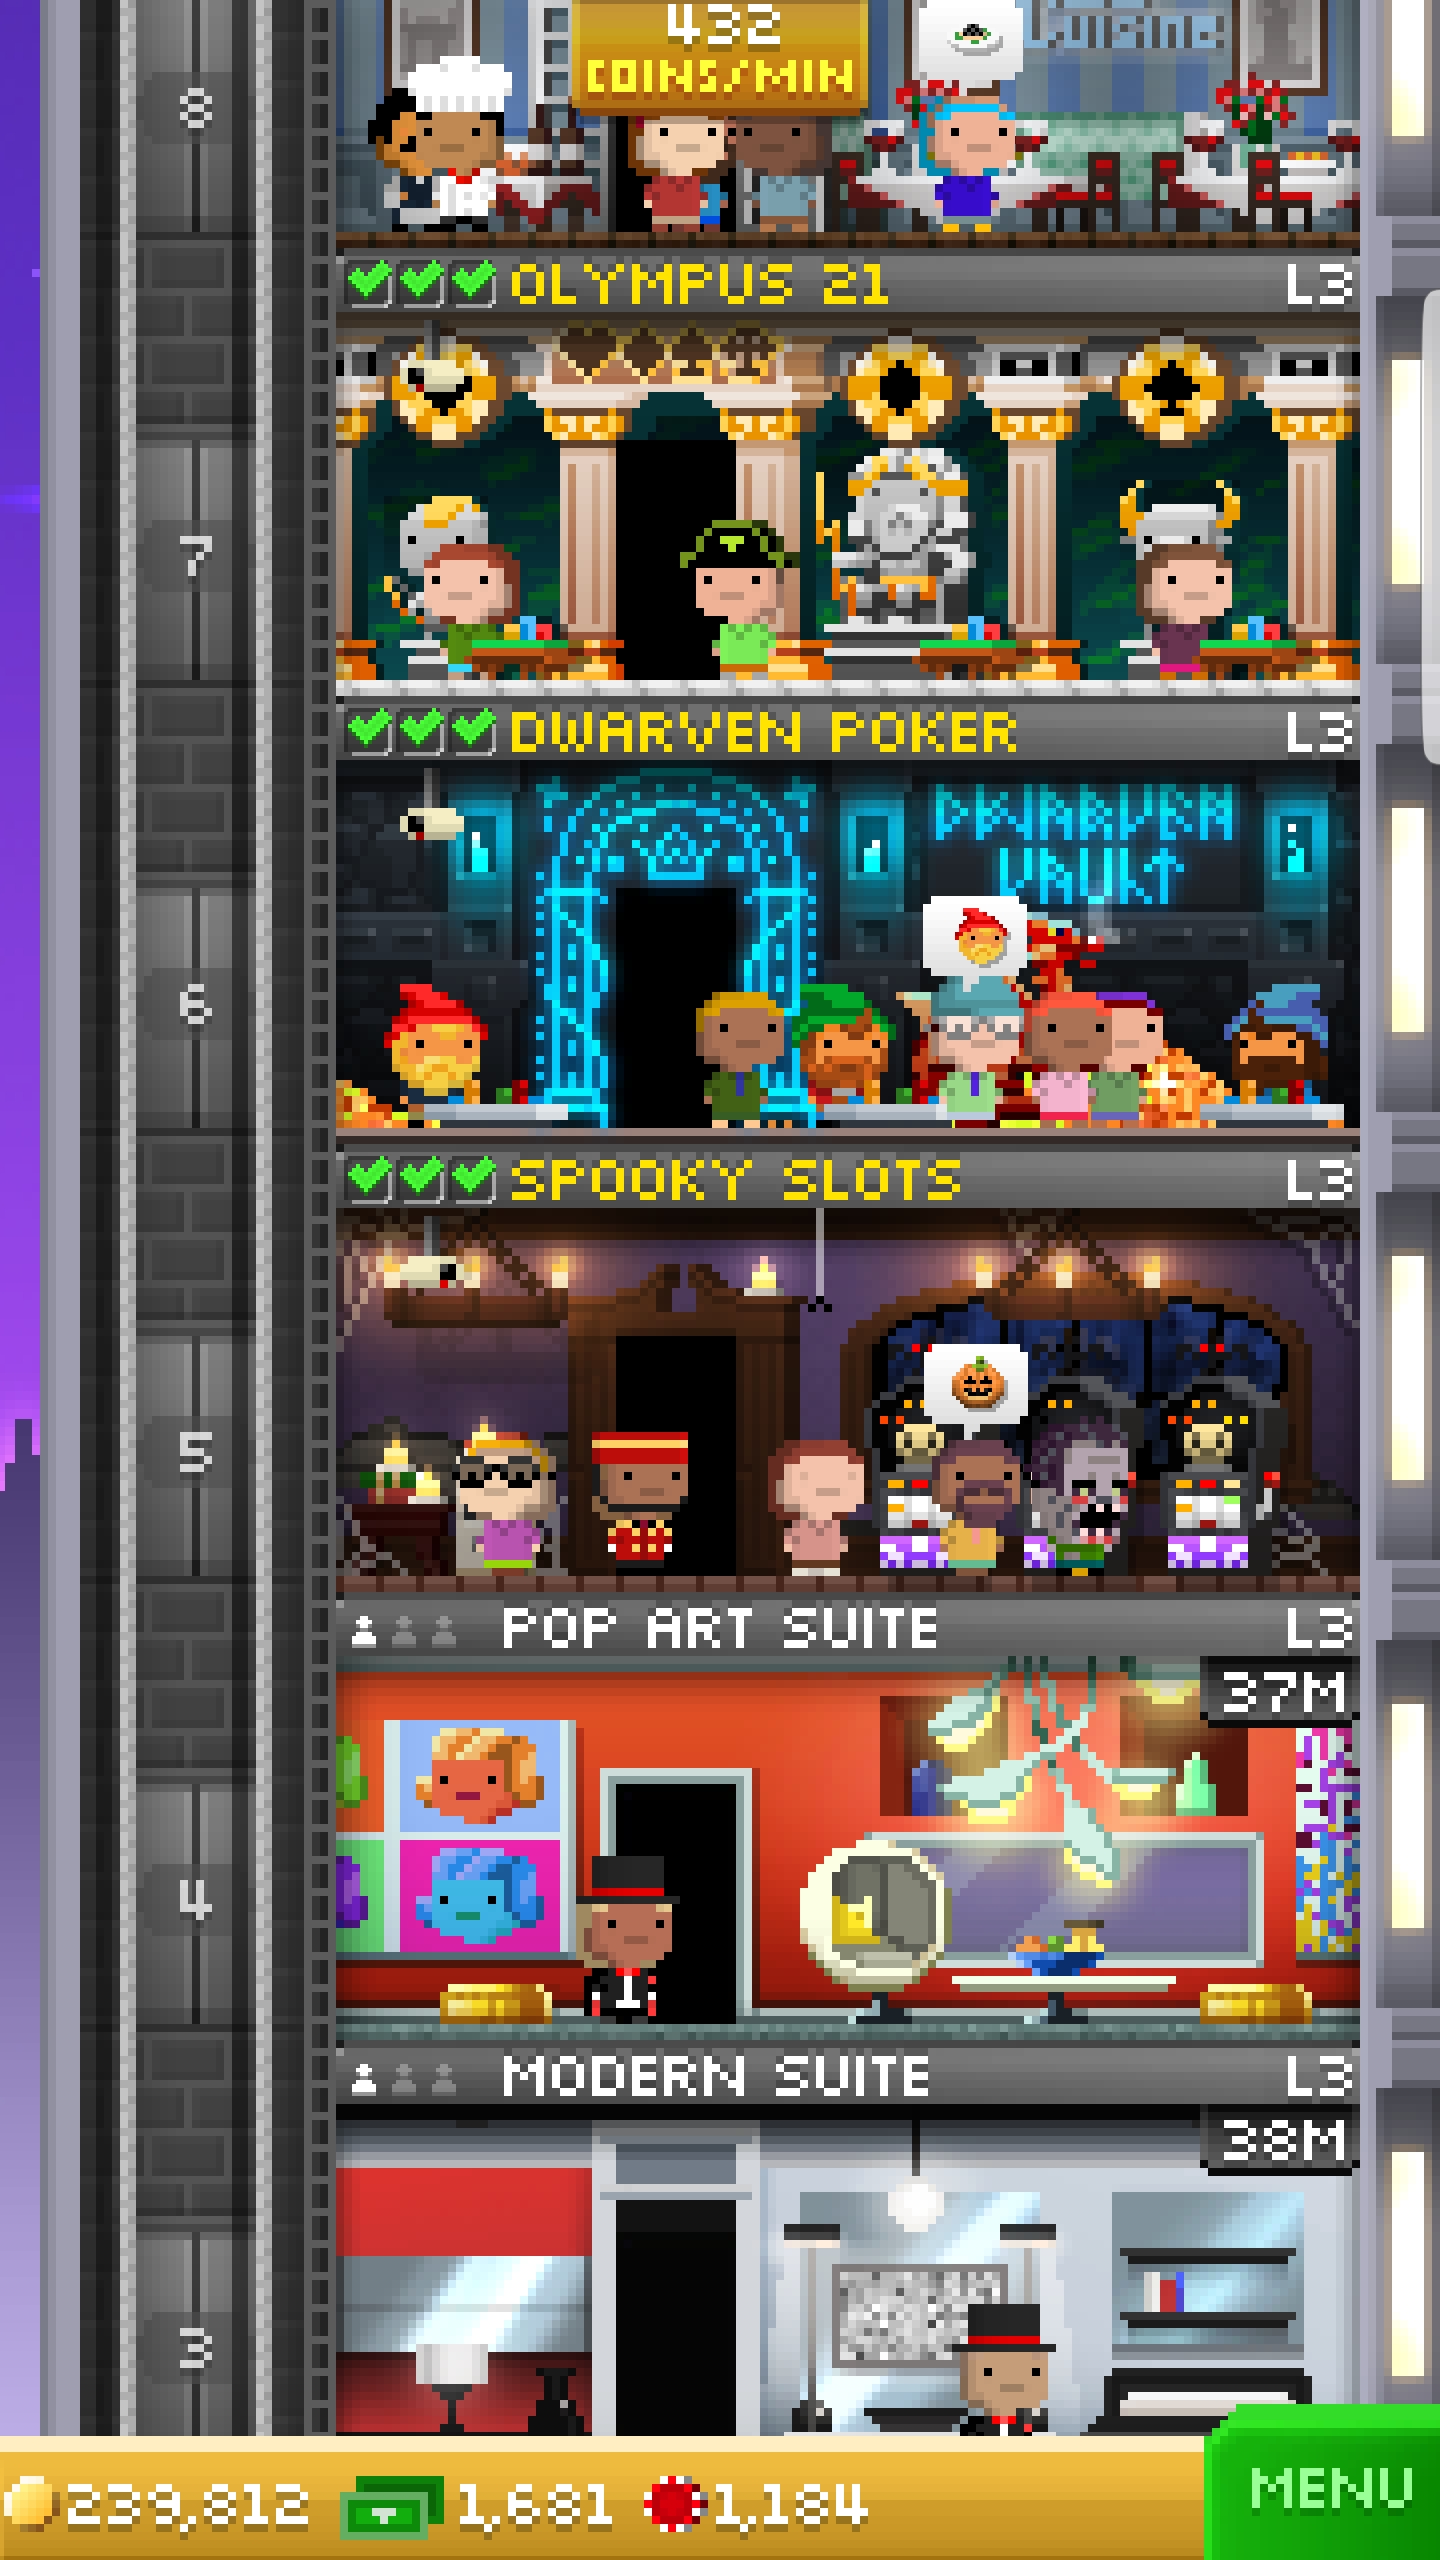 432
COINS/MIN
Cuisine
8
OLYMPUS 21 L3
7
DWARVEN POKER L3
DWARVEN
VAULT
6
SPOOKY SLOTS L3
5
POP ART SUITE L3
37M
4
MODERN SUITE L3
38M
3
239,812 1,681 1,184 MENU